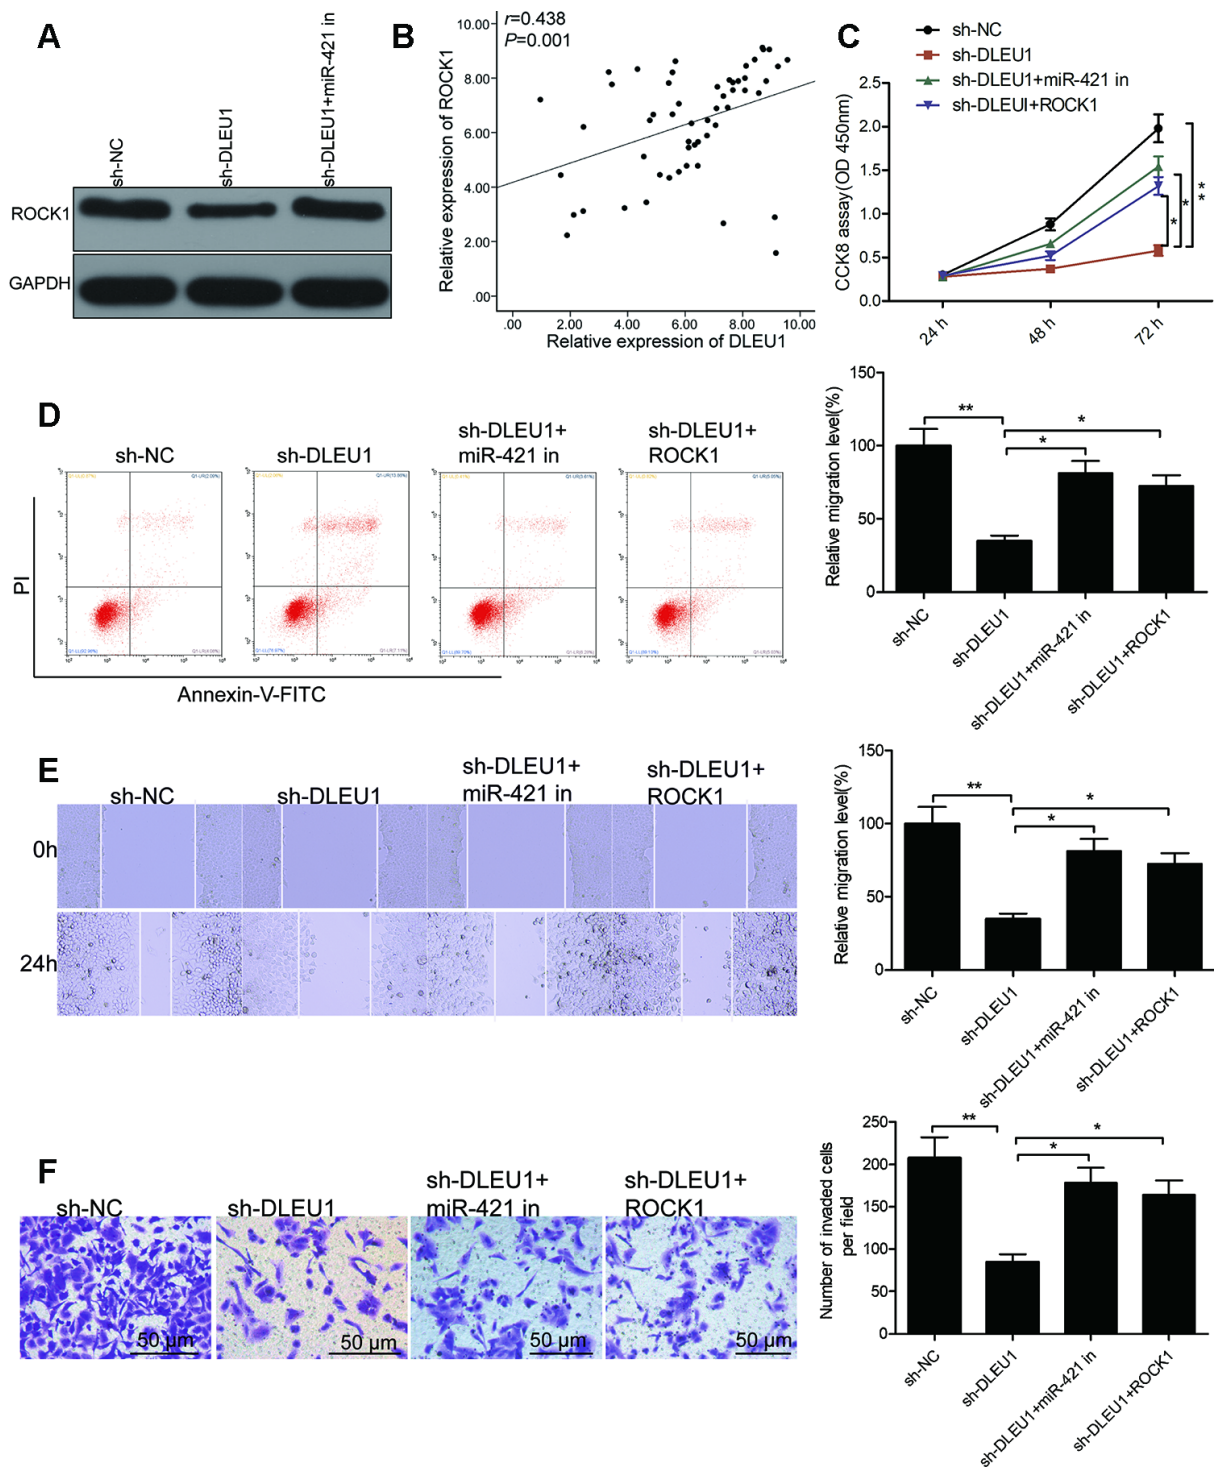 A
sh-NC
sh-DLEU1
sh-DLEU1+miR-421 in
ROCK1
GAPDH
B
r=0.438
P=0.001
Relative expression of ROCK1
10.00
8.00
6.00
4.00
2.00
.00
.00
2.00
4.00
6.00
8.00
10.00
Relative expression of DLEU1
C
sh-NC
sh-DLEU1
sh-DLEU1+miR-421 in
sh-DLEUI+ROCK1
CCK8 assay(OD 450nm)
2.5
2.0
1.5
1.0
0.5
0.0
24 h
48 h
72 h
*
*
**
D
sh-NC
sh-DLEU1
sh-DLEU1+
miR-421 in
sh-DLEU1+
ROCK1
PI
Annexin-V-FITC
Relative migration level(%)
150
100
50
0
**
*
*
sh-NC
sh-DLEU1
sh-DLEU1+miR-421 in
sh-DLEU1+ROCK1
E
sh-NC
sh-DLEU1
sh-DLEU1+
miR-421 in
sh-DLEU1+
ROCK1
0h
24h
Relative migration level(%)
150
100
50
0
**
*
*
sh-NC
sh-DLEU1
sh-DLEU1+miR-421 in
sh-DLEU1+ROCK1
F
sh-NC
sh-DLEU1
sh-DLEU1+
miR-421 in
sh-DLEU1+
ROCK1
50 µm
50 µm
50 µm
50 µm
Number of invaded cells
per field
250
200
150
100
50
0
**
*
*
sh-NC
sh-DLEU1
sh-DLEU1+miR-421 in
sh-DLEU1+ROCK1